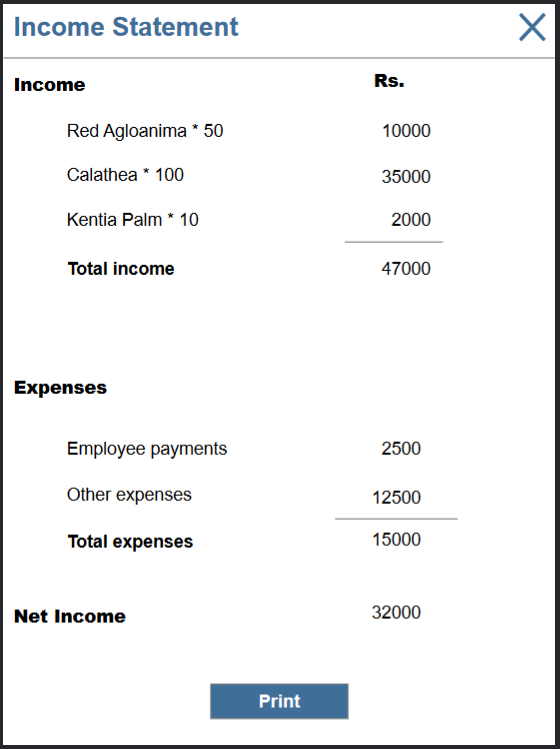 Income Statement
Income Rs.
Red Agloanima * 50 10000
Calathea * 100 35000
Kentia Palm * 10 2000
Total income 47000
Expenses
Employee payments 2500
Other expenses 12500
Total expenses 15000
Net Income 32000
Print